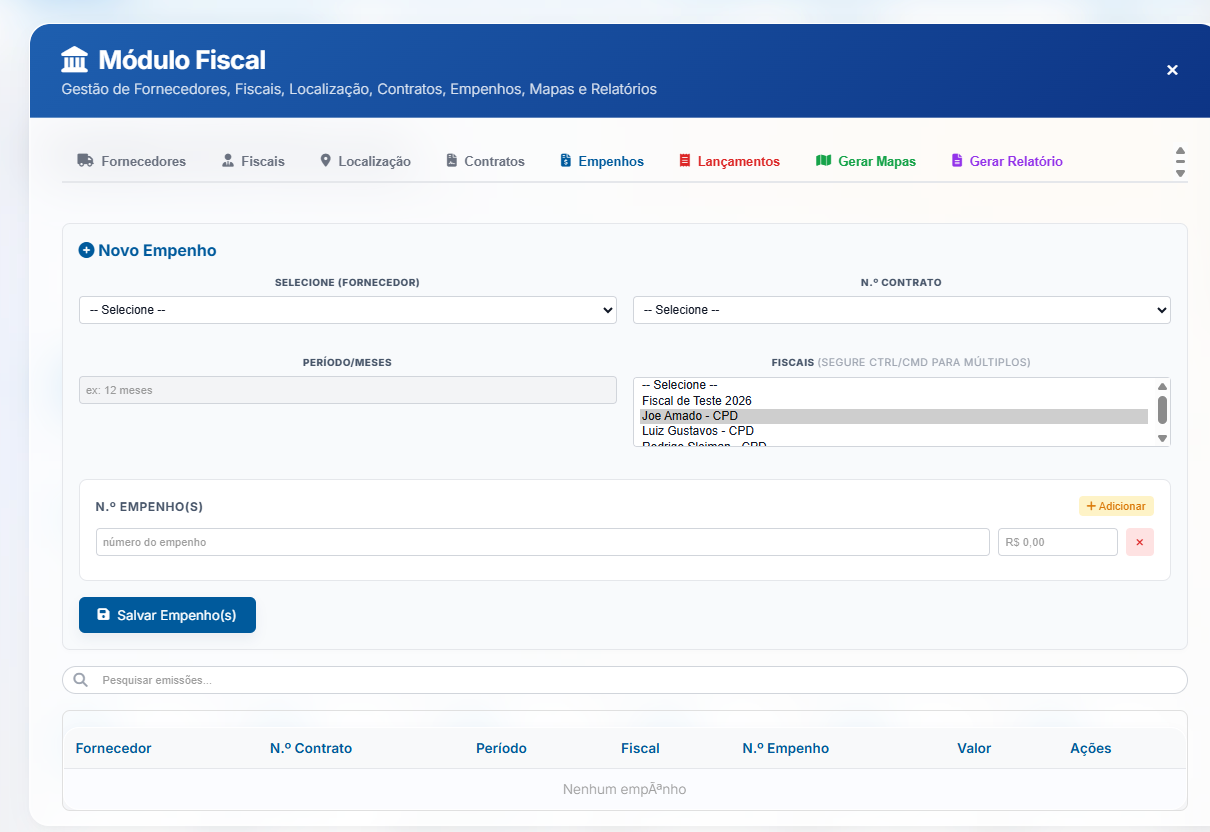 Módulo Fiscal
Gestão de Fornecedores, Fiscais, Localização, Contratos, Empenhos, Mapas e Relatórios
Fornecedores Fiscais Localização Contratos Empenhos Lançamentos Gerar Mapas Gerar Relatório
Novo Empenho
SELECIONE (FORNECEDOR) N.º CONTRATO
-- Selecione -- -- Selecione --
PERÍODO/MESES FISCAIS (SEGURE CTRL/CMD PARA MÚLTIPLOS)
ex: 12 meses
-- Selecione --
Fiscal de Teste 2026
Joe Amado - CPD
Luiz Gustavos - CPD
Rodrigo Sleiman - CPD
N.º EMPENHO(S) + Adicionar
número do empenho R$ 0,00
Salvar Empenho(s)
Pesquisar emissões...
Fornecedor N.º Contrato Período Fiscal N.º Empenho Valor Ações
Nenhum empÃªnho